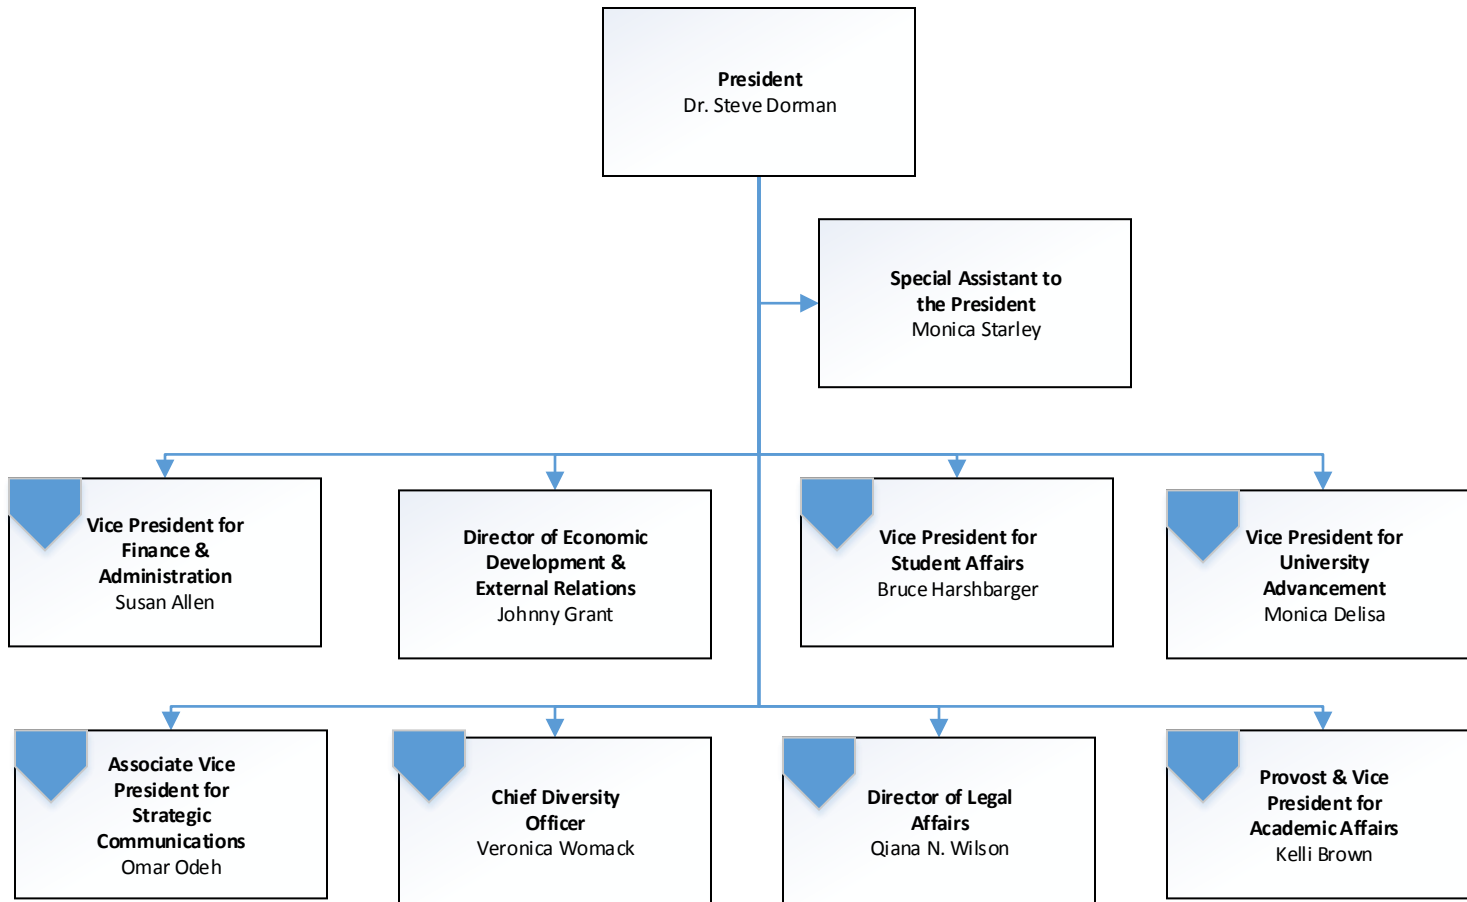 President
Dr. Steve Dorman
Special Assistant to
the President
Monica Starley
Vice President for
Finance &
Administration
Susan Allen
Director of Economic
Development &
External Relations
Johnny Grant
Vice President for
Student Affairs
Bruce Harshbarger
Vice President for
University
Advancement
Monica Delisa
Associate Vice
President for
Strategic
Communications
Omar Odeh
Chief Diversity
Officer
Veronica Womack
Director of Legal
Affairs
Qiana N. Wilson
Provost & Vice
President for
Academic Affairs
Kelli Brown